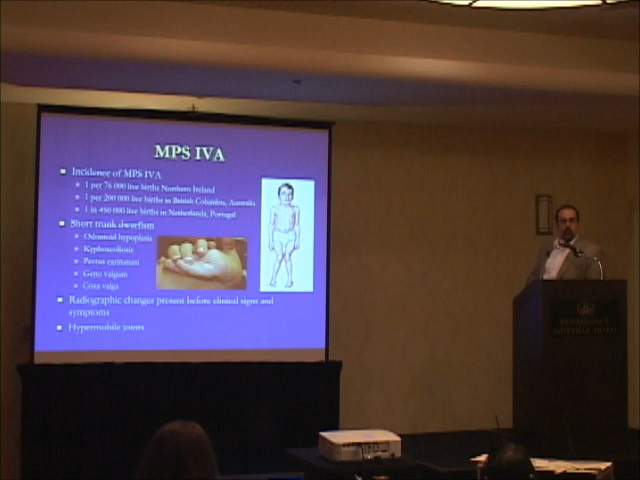 MPS IVA
Incidence of MPS IVA
1 per 76 000 live births Northern Ireland
1 per 200 000 live births in British Columbia, Australia
1 in 450 000 live births in Netherlands, Portugal
Short trunk dwarfism
Odontoid hypoplasia
Kyphoscoliosis
Pectus carinatum
Genu valgum
Coxa valga
Radiographic changes present before clinical signs and
symptoms
Hypermobile joints
RENAISSANCE
HOTEL